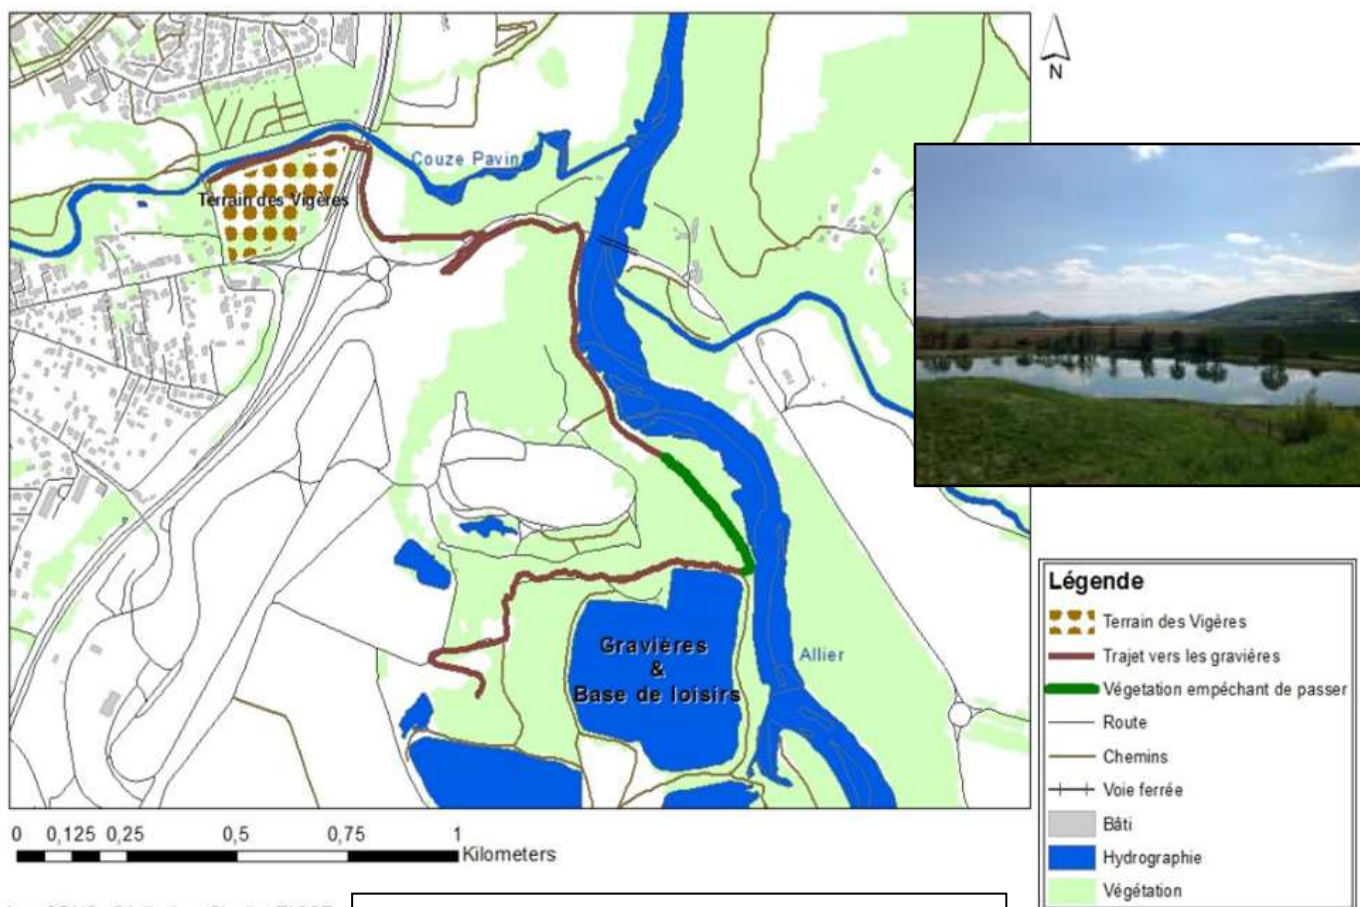 N
Couze Pavin
Terrain des Vigères
Gravières
&
Base de loisirs
Allier
0 0,125 0,25 0,5 0,75 1
Kilometers
Légende
Terrain des Vigères
Trajet vers les gravières
Végetation empéchant de passer
Route
Chemins
Voie ferrée
Bâti
Hydrographie
Végétation